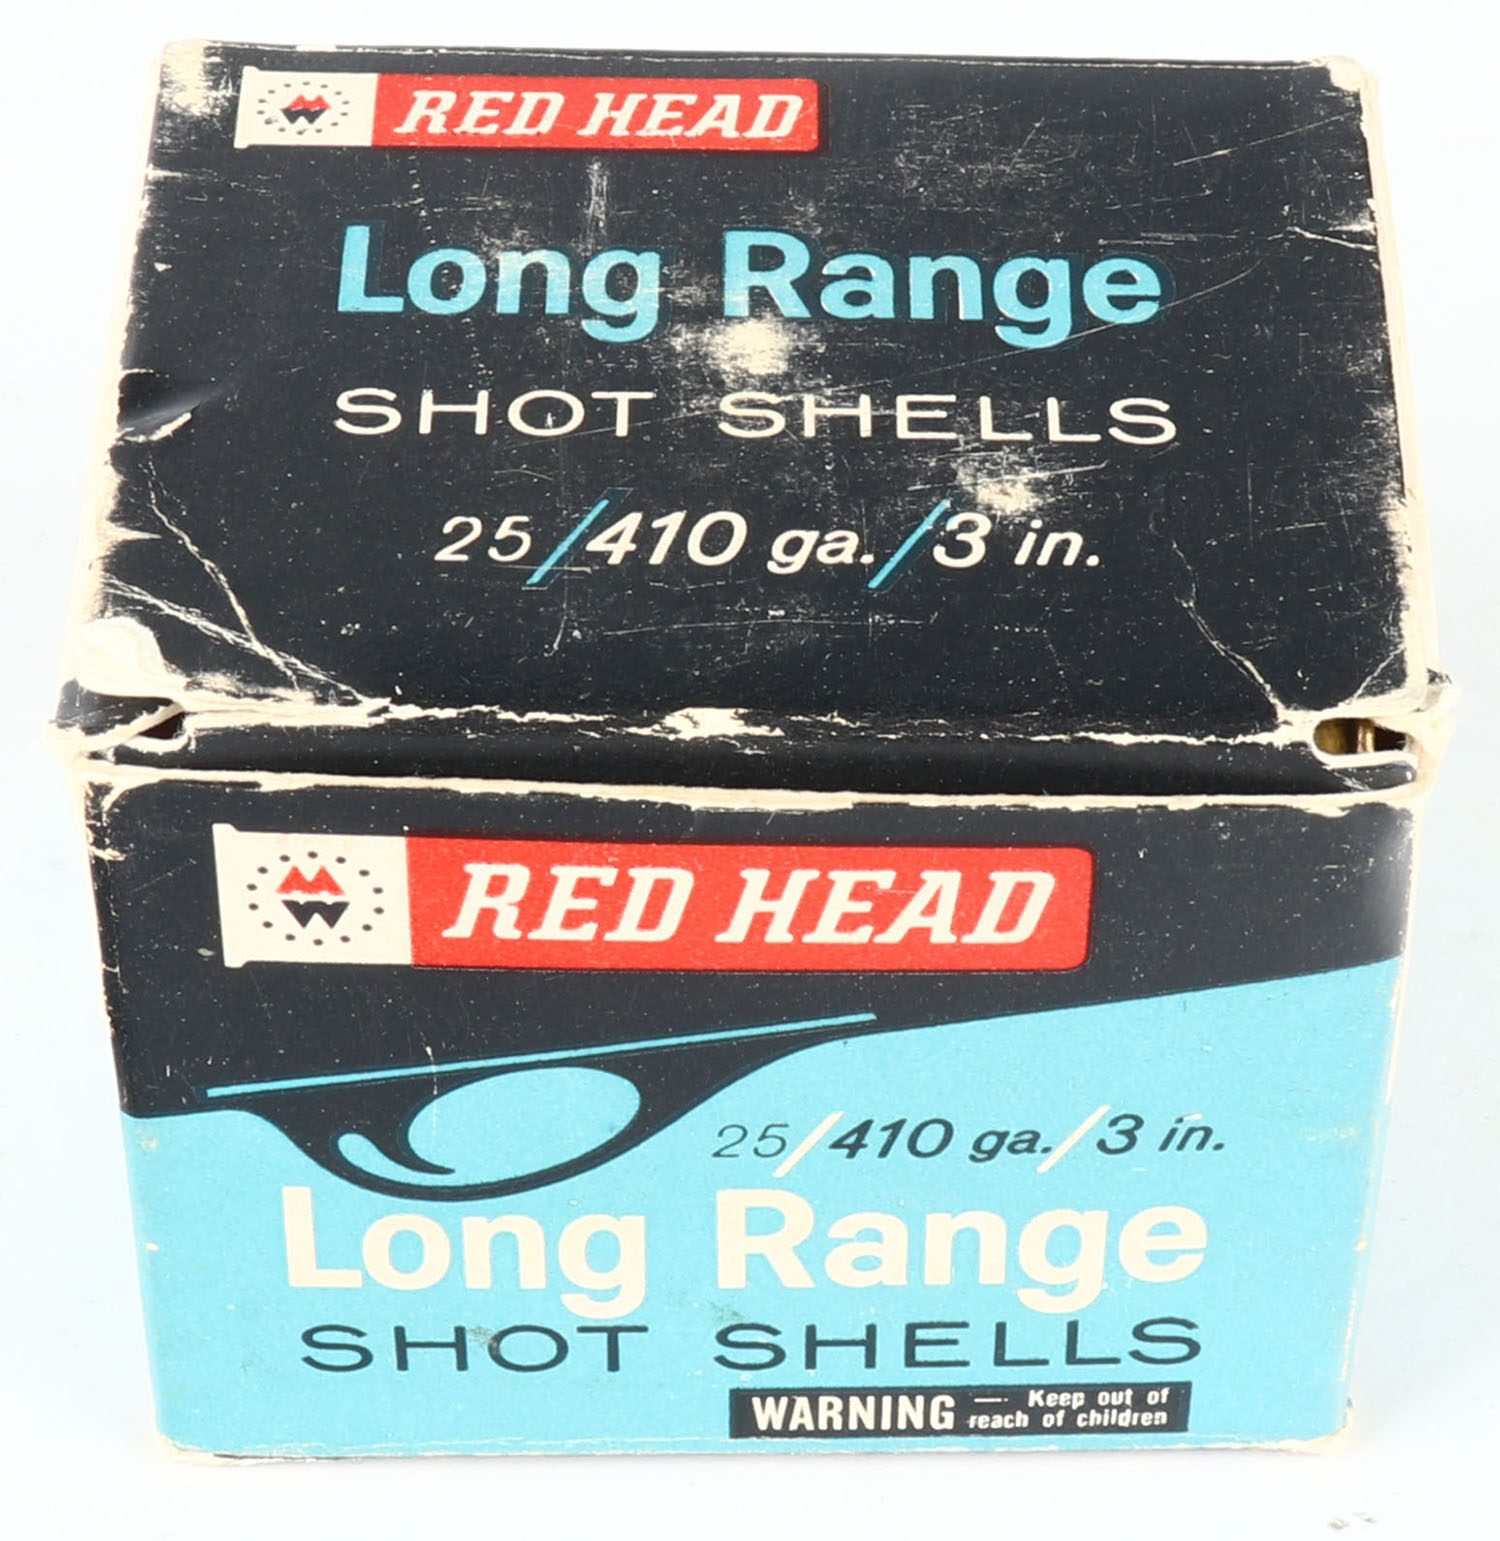 RED HEAD
Long Range
SHOT SHELLS
25/410 ga./3 in.
RED HEAD
25/410 ga./3 in.
Long Range
SHOT SHELLS
WARNING — Keep out of
reach of children